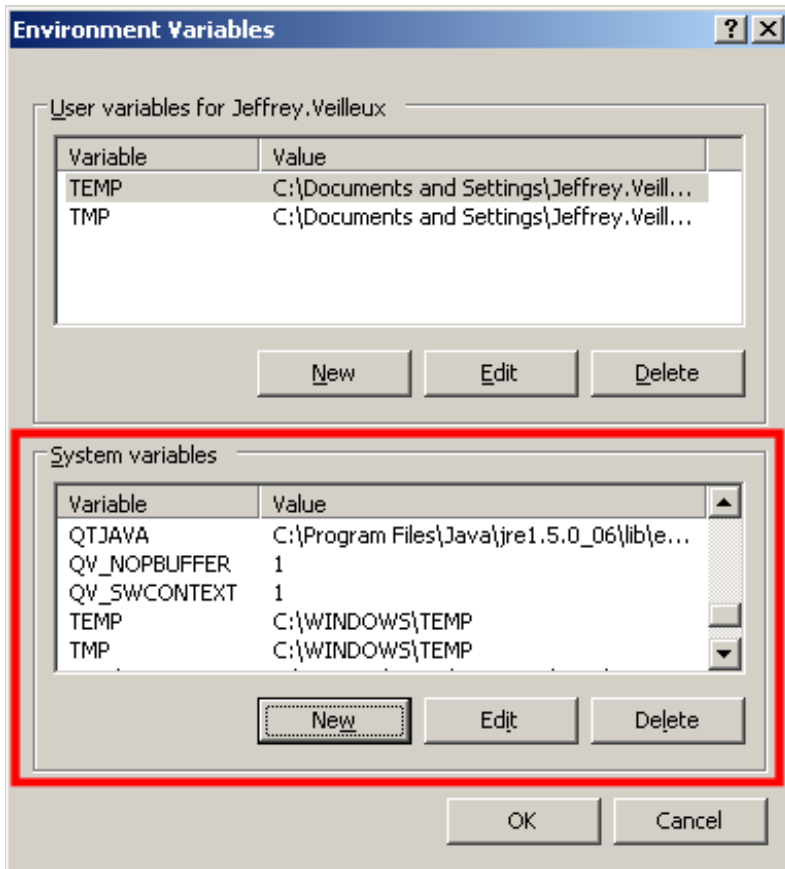 Environment Variables
User variables for Jeffrey.Veilleux
Variable Value
TEMP C:\Documents and Settings\Jeffrey.Veill...
TMP C:\Documents and Settings\Jeffrey.Veill...
New Edit Delete
System variables
Variable Value
QTJAVA C:\Program Files\Java\jre1.5.0_06\lib\e...
QV_NOPBUFFER 1
QV_SWCONTEXT 1
TEMP C:\WINDOWS\TEMP
TMP C:\WINDOWS\TEMP
New Edit Delete
OK Cancel